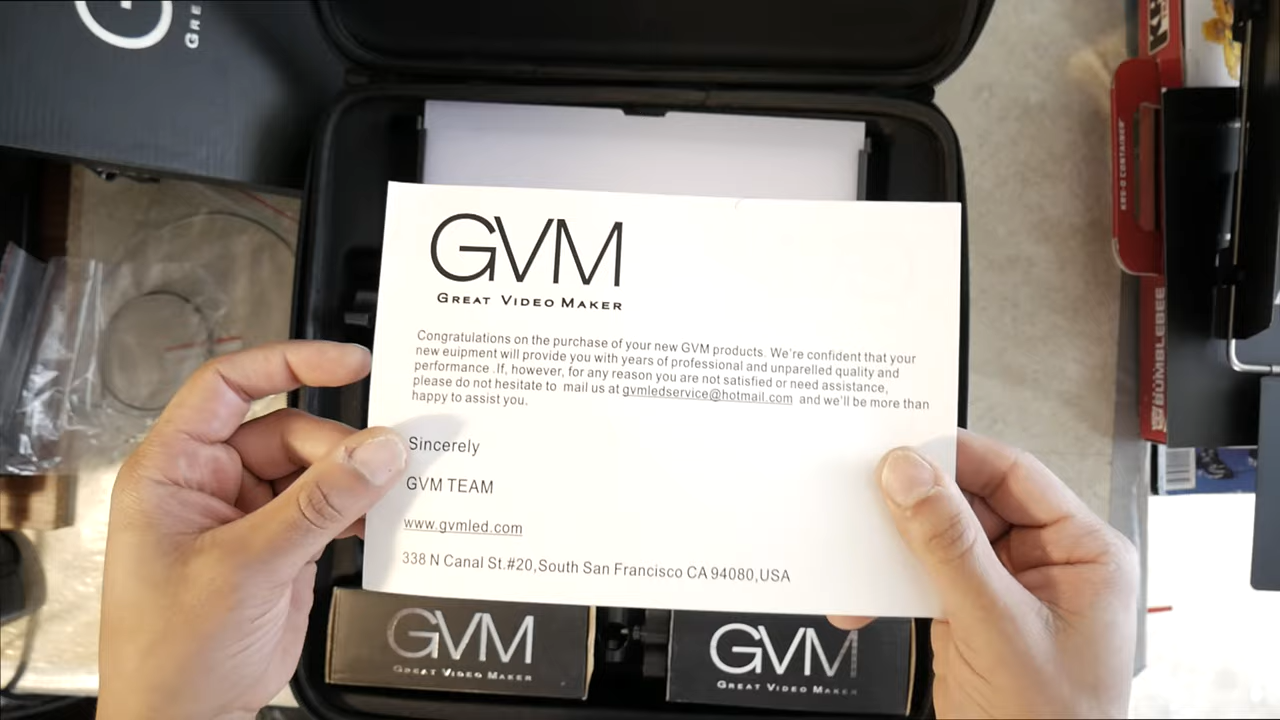 GRE
GVM
GREAT VIDEO MAKER
Congratulations on the purchase of your new GVM products. We're confident that your
new euipment will provide you with years of professional and unparelled quality and
performance .If, however, for any reason you are not satisfied or need assistance,
please do not hesitate to mail us at gvmledservice@hotmail.com and we'll be more than
happy to assist you.
Sincerely
GVM TEAM
www.gvmled.com
338 N Canal St.#20,South San Francisco CA 94080,USA
GVM
GREAT VIDEO MAKER
GVM
GREAT VIDEO MAKER
BUMBLEBEE